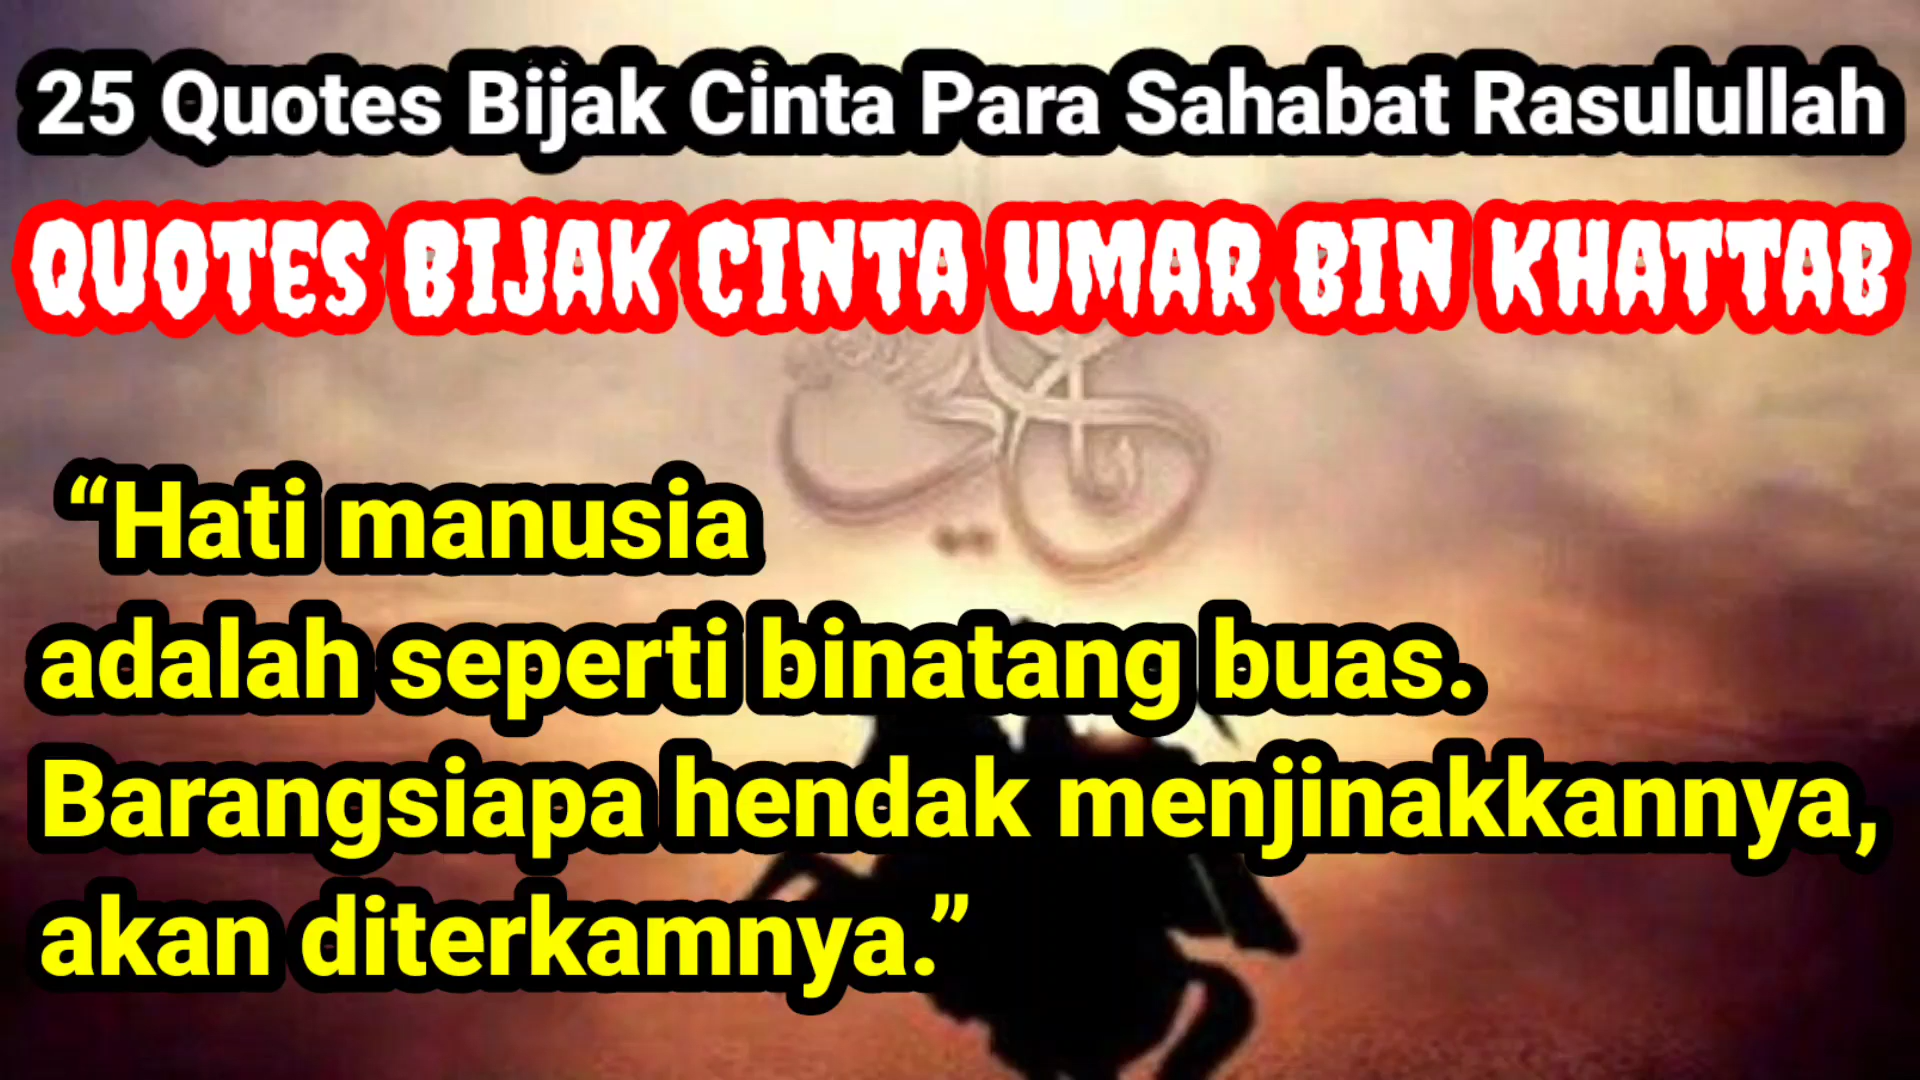 25 Quotes Bijak Cinta Para Sahabat Rasulullah
QUOTES BIJAK CINTA UMAR BIN KHATTAB
“Hati manusia
adalah seperti binatang buas.
Barangsiapa hendak menjinakkannya,
akan diterkamnya.”